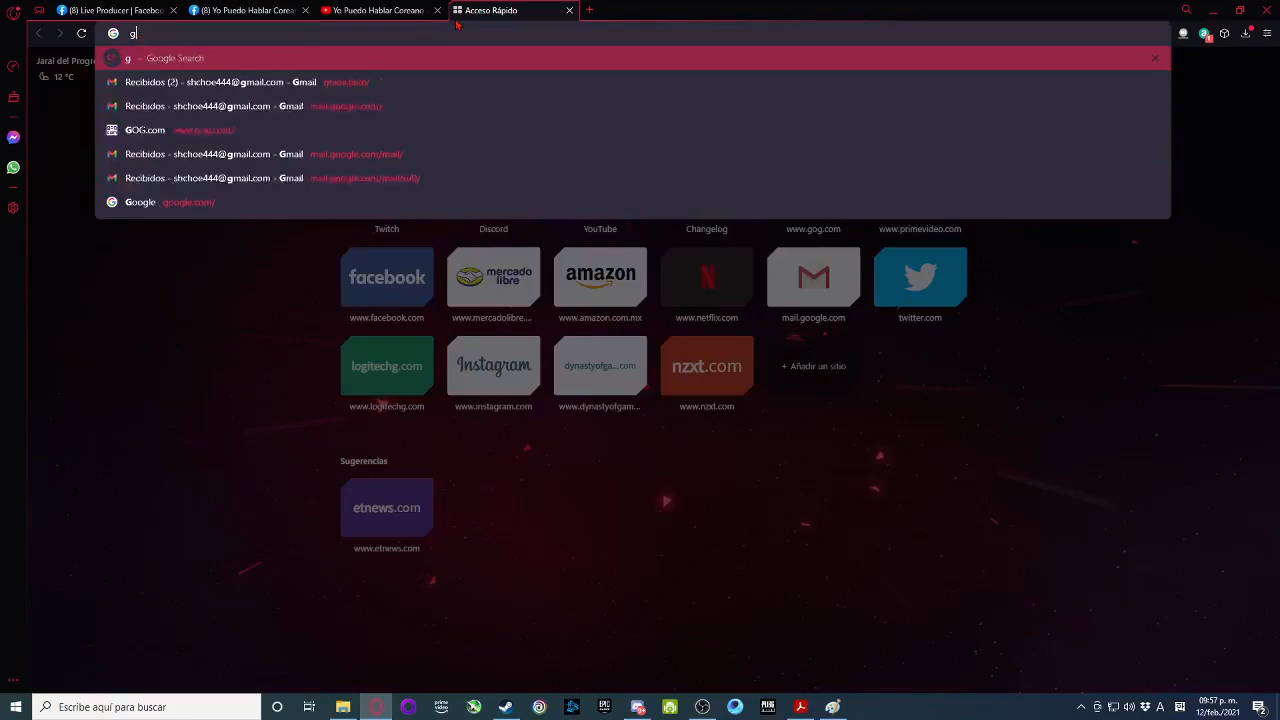 (8) Live Producer | Facebook
(8) Yo Puedo Hablar Corean
Yo Puedo Hablar Coreano
Acceso Rápido
g
Jaral del Progre
g - Google Search
12 °C
Recibidos (2) - shchoe444@gmail.com - Gmail
Recibidos - shchoe444@gmail.com - Gmail
GOG.com
Recibidos - shchoe444@gmail.com - Gmail mail.google.com/mail/
Recibidos - shchoe444@gmail.com - Gmail
Google google.com/
Twitch Discord YouTube Changelog www.gog.com www.primevideo.com
facebook mercado libre amazon
www.facebook.com www.mercadolibre.... www.amazon.com.mx www.netflix.com mail.google.com twitter.com
logitechg.com Instagram dynastyofga...com nzxt.com + Añadir un sitio
www.logitechg.com www.instagram.com www.dynastyofgam... www.nzxt.com
Sugerencias
etnews.com
www.etnews.com
Escribe aquí para buscar
prime video
EPIC
09:57 p. m.
12/feb./2021